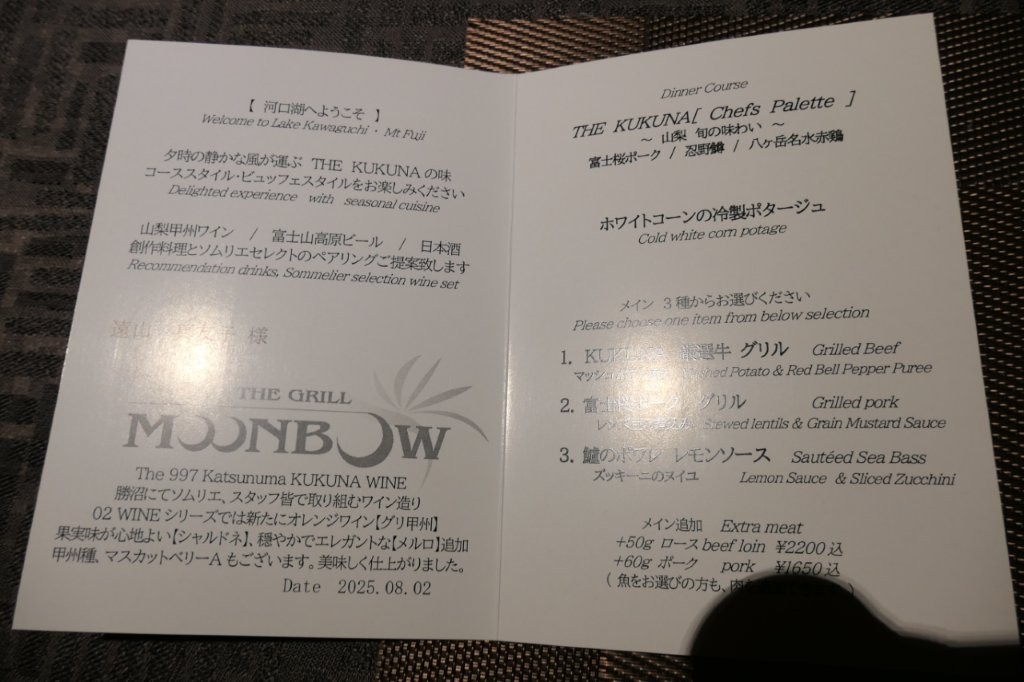 【 河口湖へようこそ 】
Welcome to Lake Kawaguchi・Mt Fuji
夕時の静かな風が運ぶ THE KUKUNA の味
コーススタイル・ビュッフェスタイルをお楽しみください
Delighted experience with seasonal cuisine
山梨甲州ワイン / 富士山高原ビール / 日本酒
創作料理とソムリエセレクトのペアリングご提案致します
Recommendation drinks, Sommelier selection wine set
遠山 様
THE GRILL
MOONBOW
The 997 Katsunuma KUKUNA WINE
勝沼にてソムリエ、スタッフ皆で取り組むワイン造り
02 WINE シリーズでは新たにオレンジワイン【グリ甲州】
果実味が心地よい【シャルドネ】、穏やかでエレガントな【メルロ】追加
甲州種、マスカットベリーA もございます。美味しく仕上がりました。
Date 2025.08.02
Dinner Course
THE KUKUNA[ Chefs Palette ]
～ 山梨 旬の味わい ～
富士桜ポーク / 忍野鱒 / 八ヶ岳名水赤鶏
ホワイトコーンの冷製ポタージュ
Cold white corn potage
メイン 3 種からお選びください
Please choose one item from below selection
1. KUKUNA 厳選牛 グリル Grilled Beef
マッシュ Mashed Potato & Red Bell Pepper Puree
2. 富士 グリル Grilled pork
レンズ Stewed lentils & Grain Mustard Sauce
3. 鱸のポワレ レモンソース Sautéed Sea Bass
ズッキーニのヌイユ Lemon Sauce & Sliced Zucchini
メイン追加 Extra meat
+50g ロース beef loin ¥2200 込
+60g ポーク pork ¥1650 込
( 魚をお選びの方も、肉を